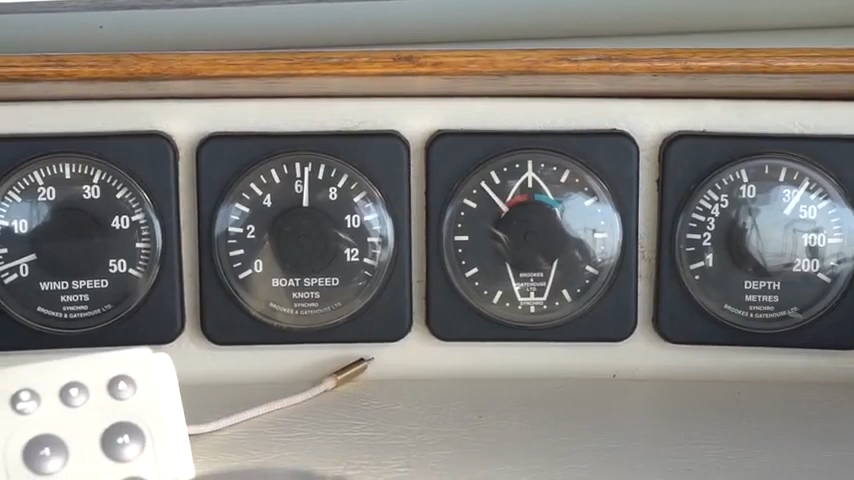 0 10 20 30 40 50
WIND SPEED
KNOTS
SYNCHRO
BROOKES & GATEHOUSE LTD.
0 2 4 6 8 10 12
BOAT SPEED
KNOTS
SYNCHRO
BROOKES & GATEHOUSE LTD.
BROOKES
& GATEHOUSE
LTD.
SYNCHRO
1 2 3 4 5 10 30 50 100 200
DEPTH
METRES
SYNCHRO
BROOKES & GATEHOUSE LTD.
-1 +1